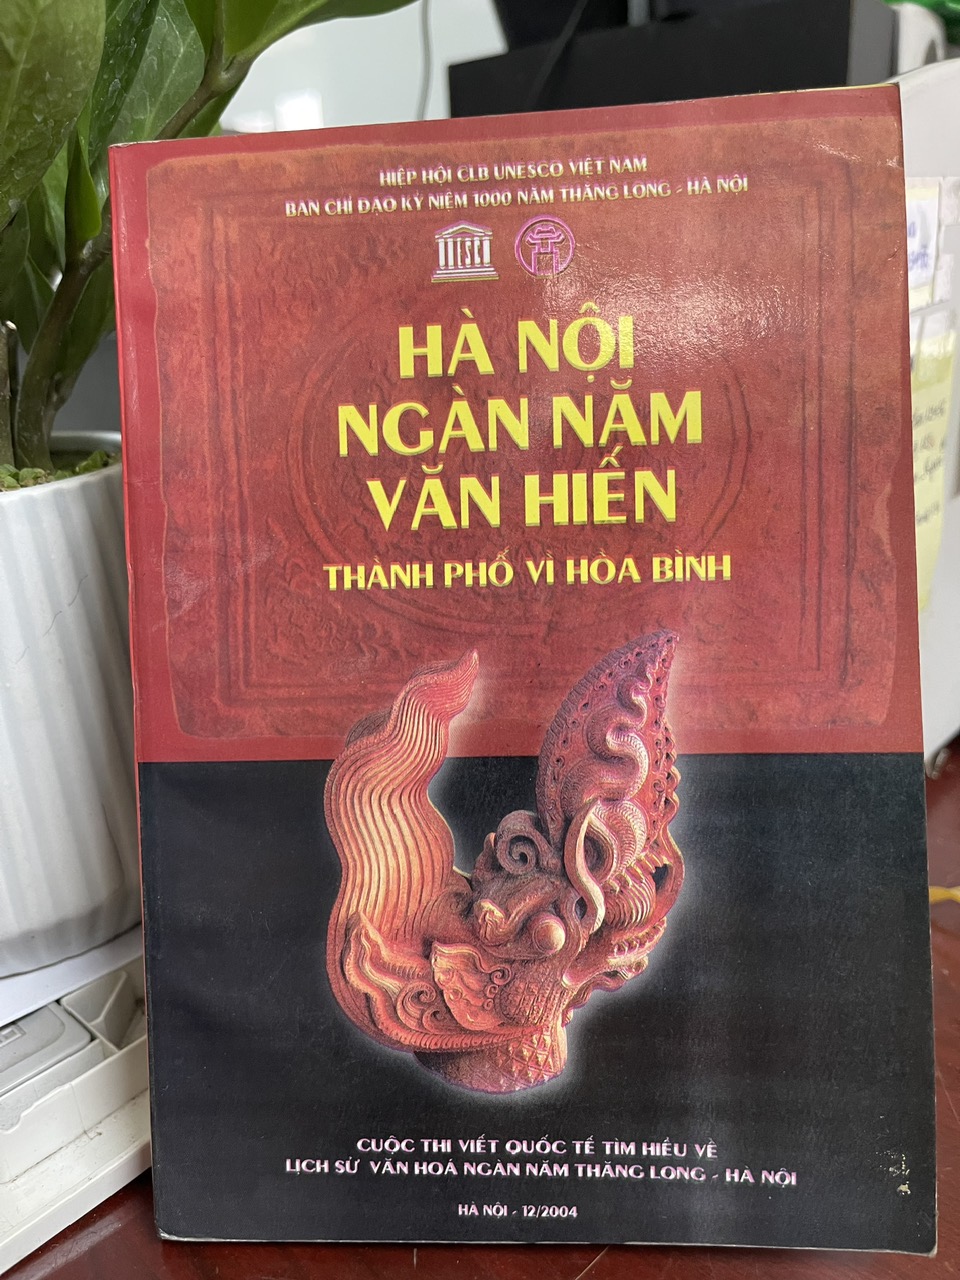 HIỆP HỘI CLB UNESCO VIỆT NAM
BAN CHỈ ĐẠO KỶ NIỆM 1000 NĂM THĂNG LONG - HÀ NỘI
UNESCO
HÀ NỘI
NGÀN NĂM
VĂN HIẾN
THÀNH PHỐ VÌ HÒA BÌNH
CUỘC THI VIẾT QUỐC TẾ TÌM HIỂU VỀ
LỊCH SỬ VĂN HOÁ NGÀN NĂM THĂNG LONG - HÀ NỘI
HÀ NỘI - 12/2004